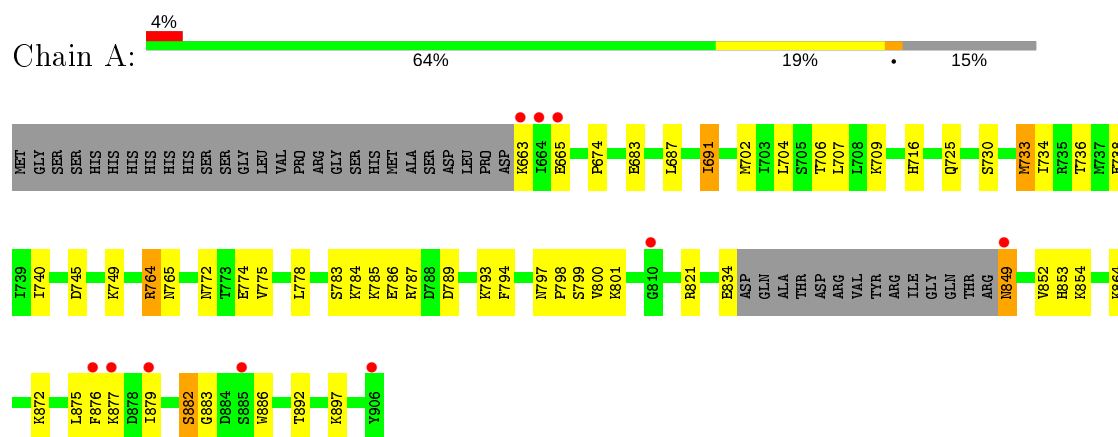 4%
Chain A:
64% 19% • 15%
MET GLY SER SER HIS HIS HIS HIS HIS HIS SER SER GLY LEU VAL PRO ARG GLY SER HIS MET ALA SER ASP LEU PRO ASP K663 I664 E665 P674 E683 L687 I691 M702 I703 L704 S705 T706 L707 L708 K709 H716 Q725 S730 M733 I734 R735 T736 M737
I739 I740 D745 K749 R764 N765 N772 T773 E774 V775 L778 S783 K784 K785 E786 R787 D788 D789 K793 F794 N797 P798 S799 V800 K801 G810 R821 E834 ASP GLN ALA THR ASP ARG VAL TYR ARG ILE GLY GLN THR ARG N849 V852 H853 K854
K872 L875 F876 K877 D878 I879 S882 G883 D884 S885 W886 T892 K897 Y906